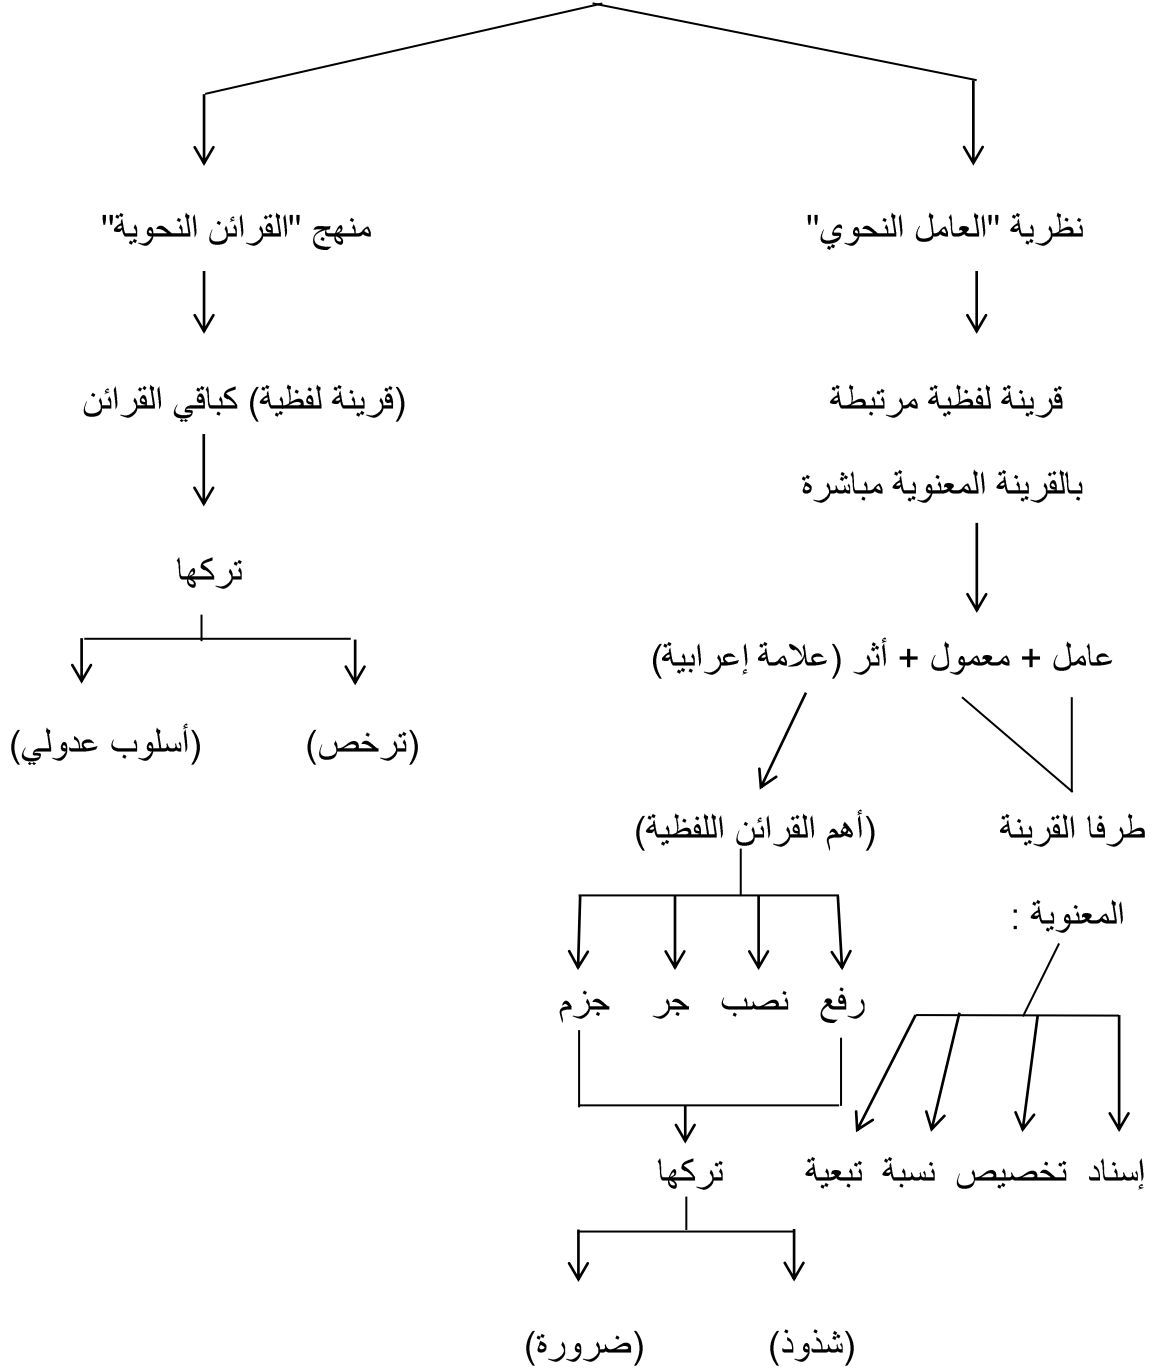 نظرية "العامل النحوي"
منهج "القرائن النحوية"
قرينة لفظية مرتبطة
(قرينة لفظية) كباقي القرائن
بالقرينة المعنوية مباشرة
تركها
عامل + معمول + أثر (علامة إعرابية)
(ترخص)
(أسلوب عدولي)
طرفا القرينة
(أهم القرائن اللفظية)
المعنوية :
رفع نصب جر جزم
إسناد تخصيص نسبة تبعية
تركها
(شذوذ)
(ضرورة)